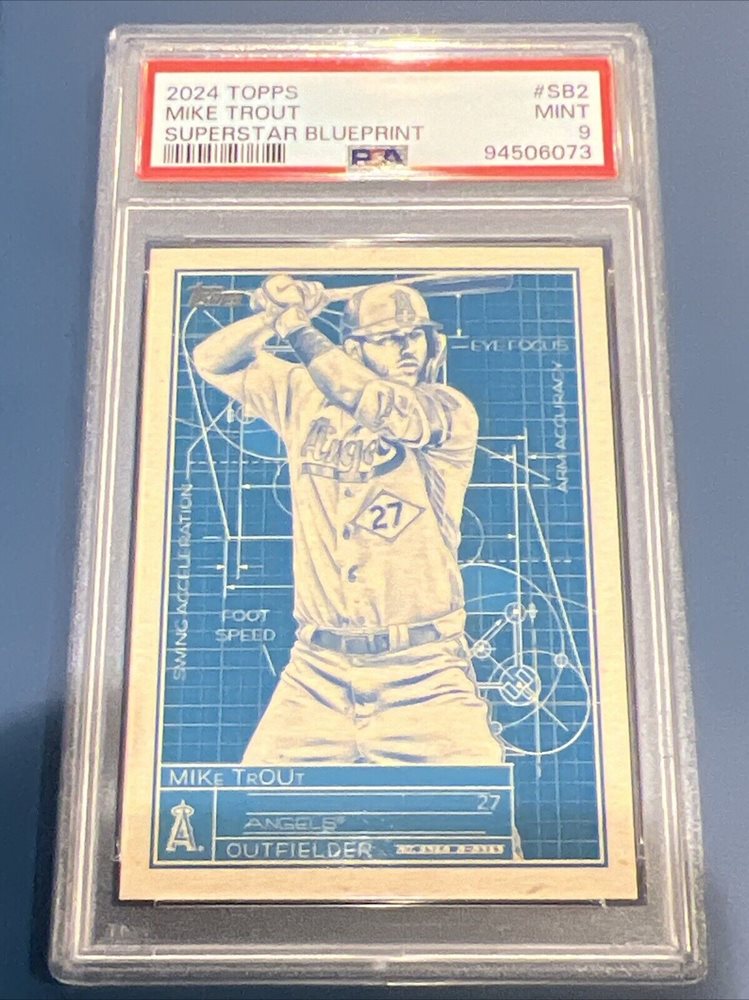 2024 TOPPS #SB2
MIKE TROUT MINT
SUPERSTAR BLUEPRINT 9
PSA 94506073
Topps
A
EYE FOCUS
ARM ACCURACY
Angels
27
SWING ACCELERATION
FOOT
SPEED
MIKE TROUT
27
ANGELS®
A
OUTFIELDER